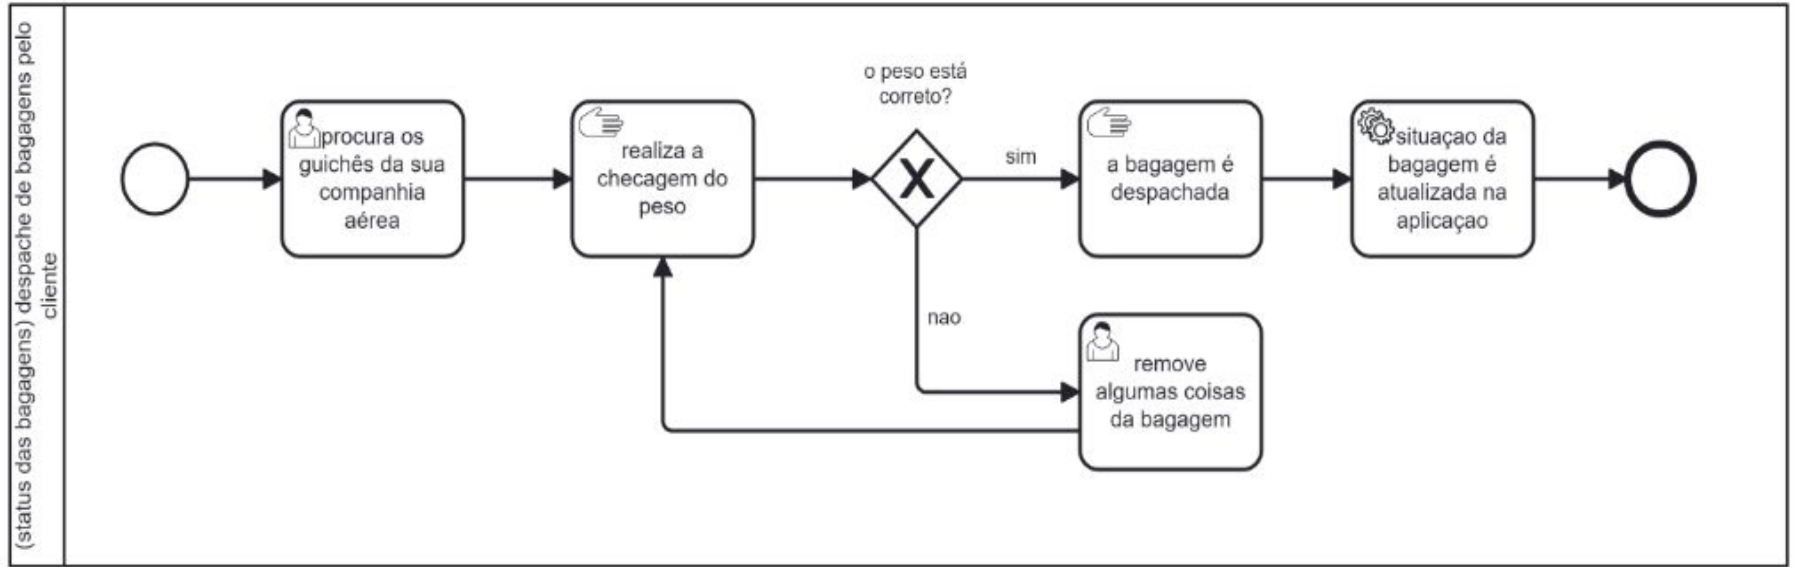 (status das bagagens) despache de bagagens pelo
cliente
procura os
guichês da sua
companhia
aérea
realiza a
checagem do
peso
o peso está
correto?
sim
a bagagem é
despachada
situaçao da
bagagem é
atualizada na
aplicaçao
nao
remove
algumas coisas
da bagagem